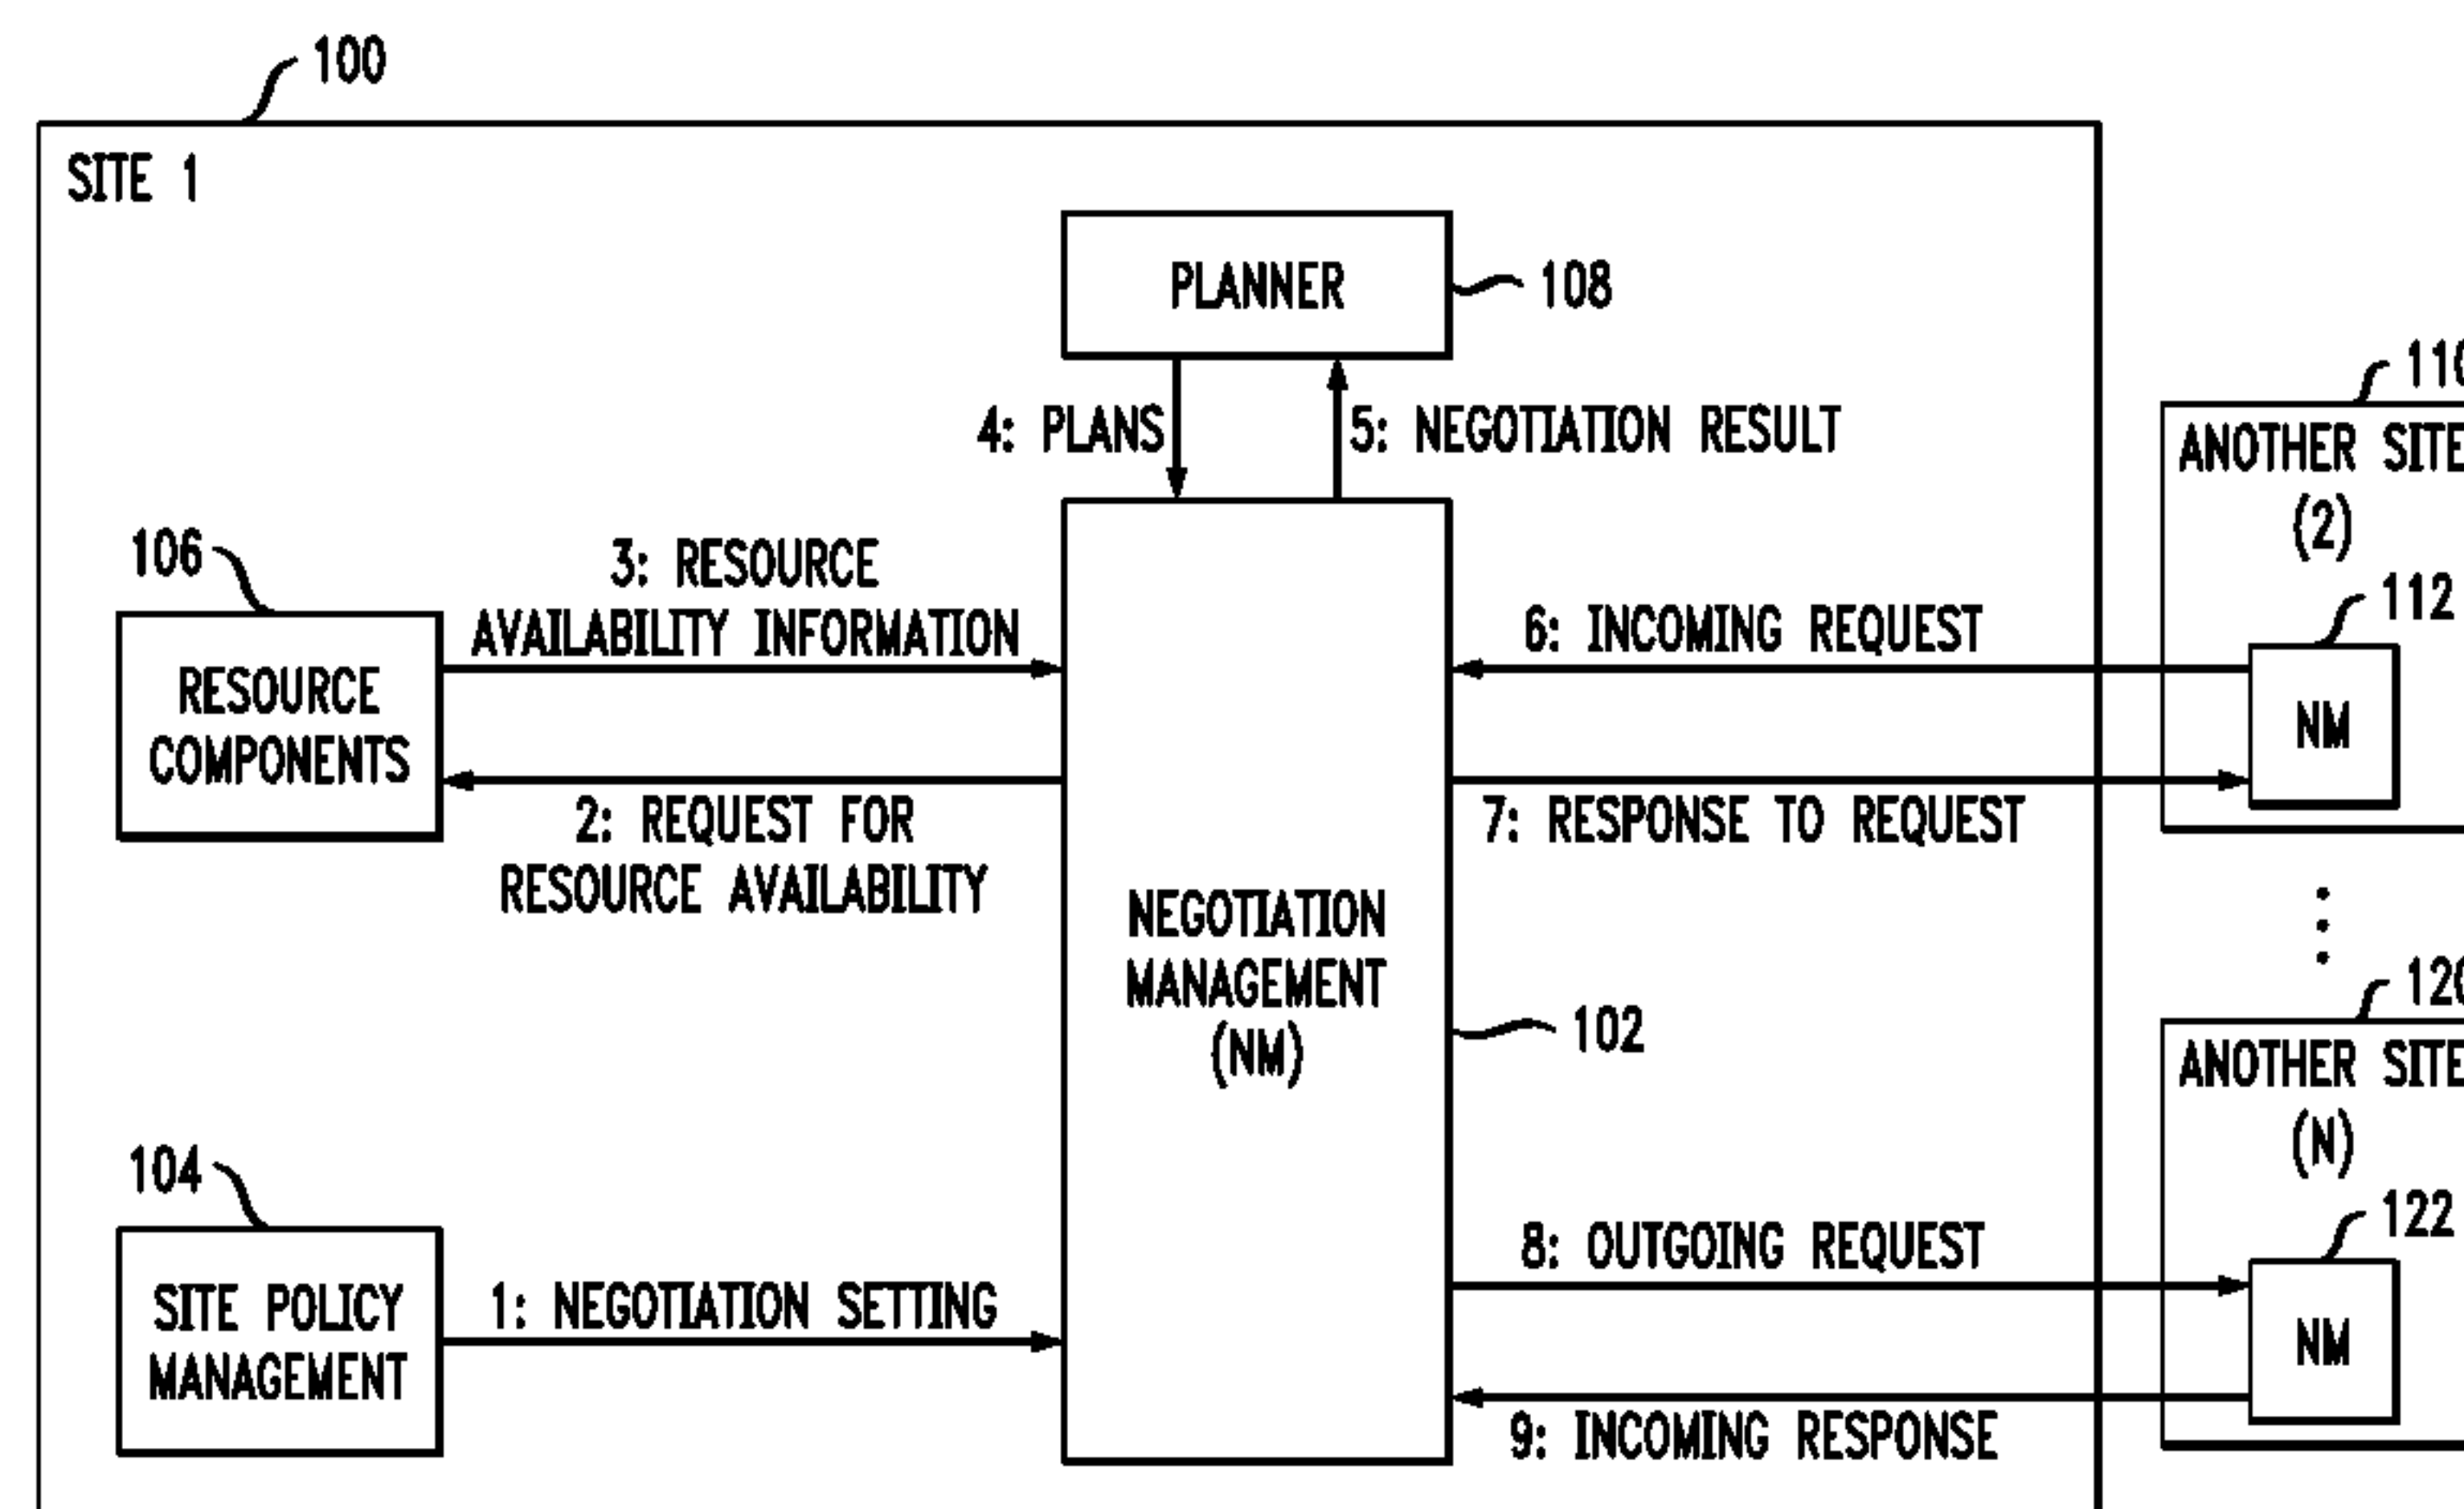 100
SITE 1
PLANNER
108
4: PLANS
5: NEGOTIATION RESULT
106
3: RESOURCE
AVAILABILITY INFORMATION
RESOURCE
COMPONENTS
2: REQUEST FOR
RESOURCE AVAILABILITY
NEGOTIATION
MANAGEMENT
(NM)
102
104
SITE POLICY
MANAGEMENT
1: NEGOTIATION SETTING
6: INCOMING REQUEST
7: RESPONSE TO REQUEST
8: OUTGOING REQUEST
9: INCOMING RESPONSE
110
ANOTHER SITE
(2)
112
NM
120
ANOTHER SITE
(N)
122
NM